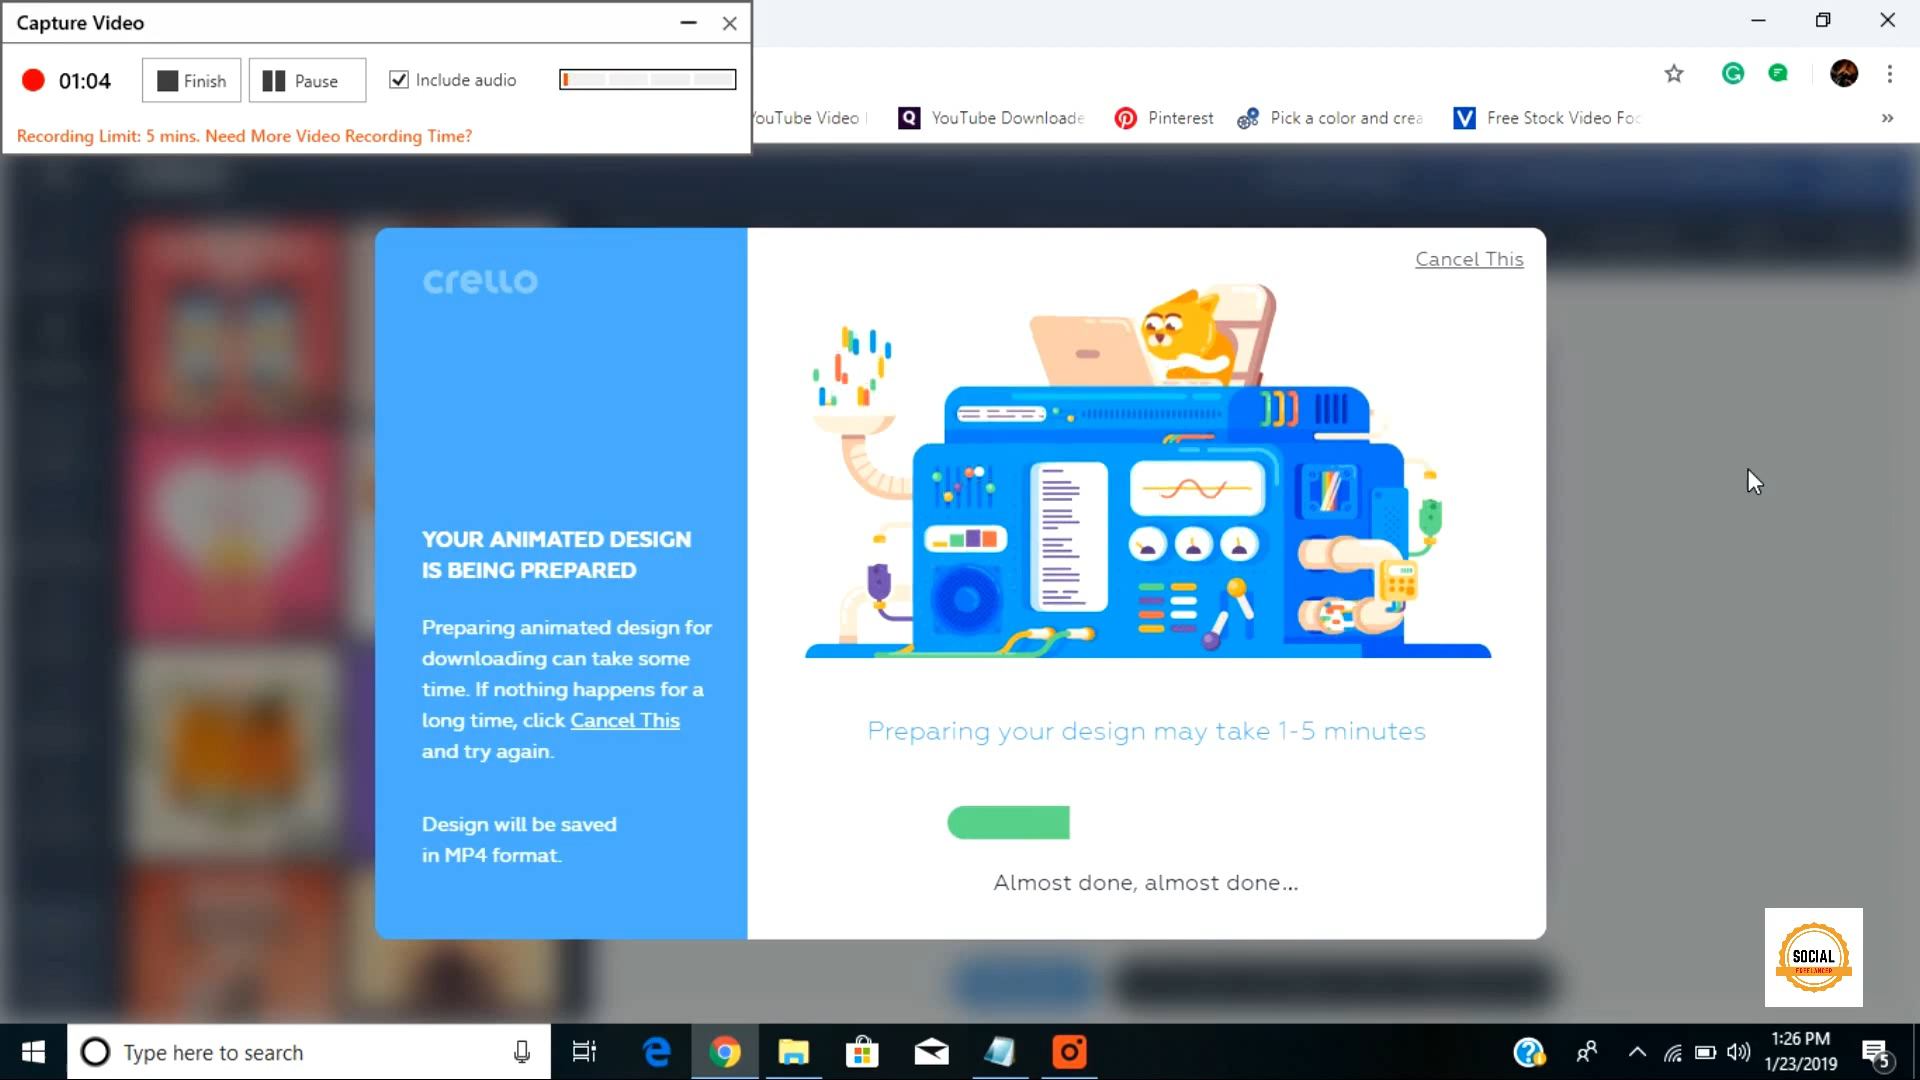 Capture Video
01:04
Finish
Pause
Include audio
Recording Limit: 5 mins. Need More Video Recording Time?
YouTube Video
Q YouTube Downloade
Pinterest
Pick a color and crea
V Free Stock Video Foo
»
crello
Cancel This
YOUR ANIMATED DESIGN
IS BEING PREPARED
Preparing animated design for
downloading can take some
time. If nothing happens for a
long time, click Cancel This
and try again.
Design will be saved
in MP4 format.
Preparing your design may take 1-5 minutes
Almost done, almost done...
SOCIAL
FREELANCER
Type here to search
1:26 PM
1/23/2019
5